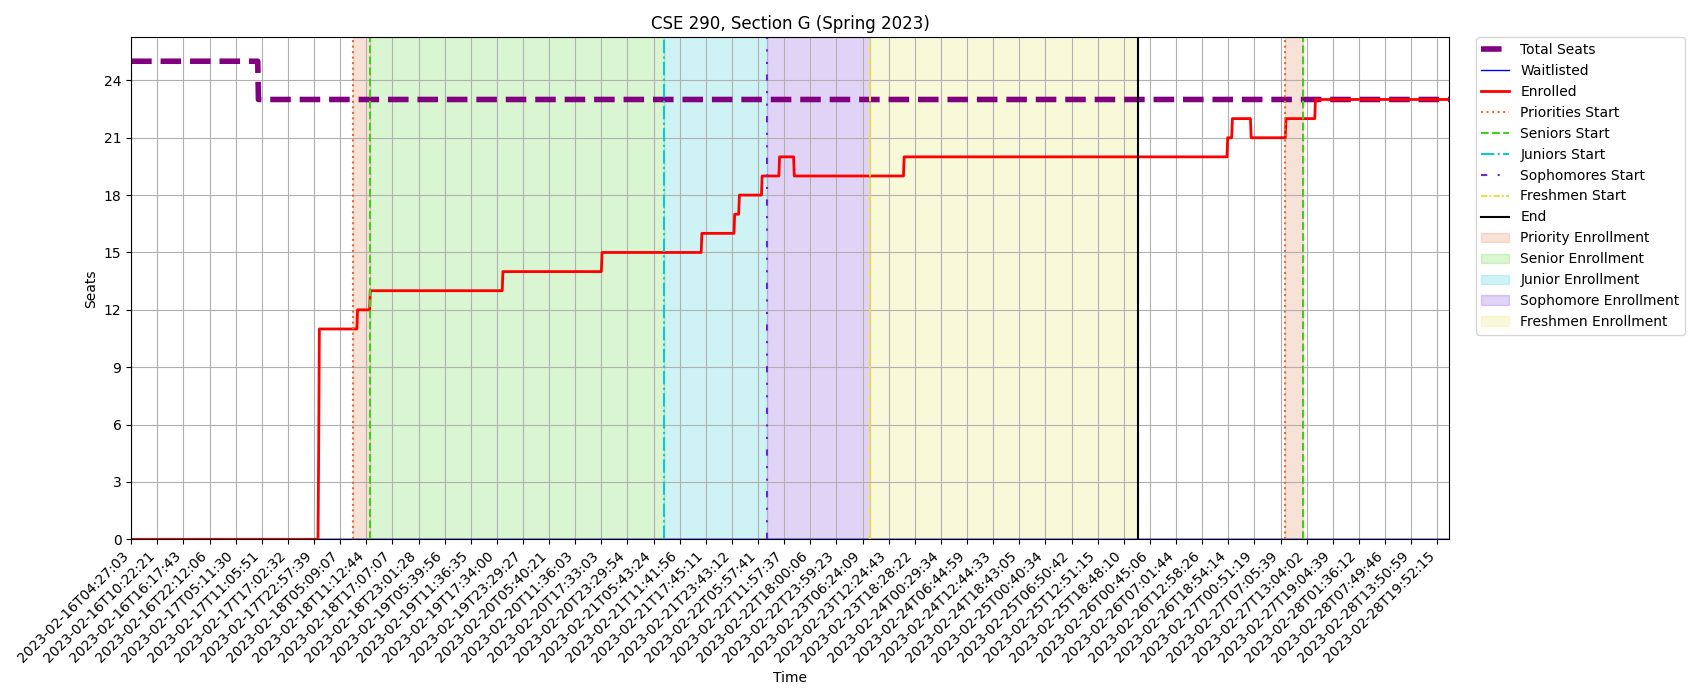 CSE 290, Section G (Spring 2023)
Seats
24
21
18
15
12
9
6
3
0
2023-02-16T04:27:03
2023-02-16T10:22:21
2023-02-16T16:17:43
2023-02-16T22:12:06
2023-02-17T05:11:30
2023-02-17T11:05:51
2023-02-17T17:02:32
2023-02-17T22:57:39
2023-02-18T05:09:07
2023-02-18T11:12:44
2023-02-18T17:07:07
2023-02-18T23:01:28
2023-02-19T05:39:56
2023-02-19T11:36:35
2023-02-19T17:34:00
2023-02-19T23:29:27
2023-02-20T05:40:21
2023-02-20T11:36:03
2023-02-20T17:33:03
2023-02-20T23:29:54
2023-02-21T05:43:24
2023-02-21T11:41:56
2023-02-21T17:45:11
2023-02-21T23:43:12
2023-02-22T05:57:41
2023-02-22T11:57:37
2023-02-22T18:00:06
2023-02-22T23:59:23
2023-02-23T06:24:09
2023-02-23T12:24:43
2023-02-23T18:28:22
2023-02-24T00:29:34
2023-02-24T06:44:59
2023-02-24T12:44:33
2023-02-24T18:43:05
2023-02-25T00:40:34
2023-02-25T06:50:42
2023-02-25T12:51:15
2023-02-25T18:48:10
2023-02-26T00:45:06
2023-02-26T07:01:44
2023-02-26T12:58:26
2023-02-26T18:54:14
2023-02-27T00:51:19
2023-02-27T07:05:39
2023-02-27T13:04:02
2023-02-27T19:04:39
2023-02-28T01:36:12
2023-02-28T07:49:46
2023-02-28T13:50:59
2023-02-28T19:52:15
Time
Total Seats
Waitlisted
Enrolled
Priorities Start
Seniors Start
Juniors Start
Sophomores Start
Freshmen Start
End
Priority Enrollment
Senior Enrollment
Junior Enrollment
Sophomore Enrollment
Freshmen Enrollment